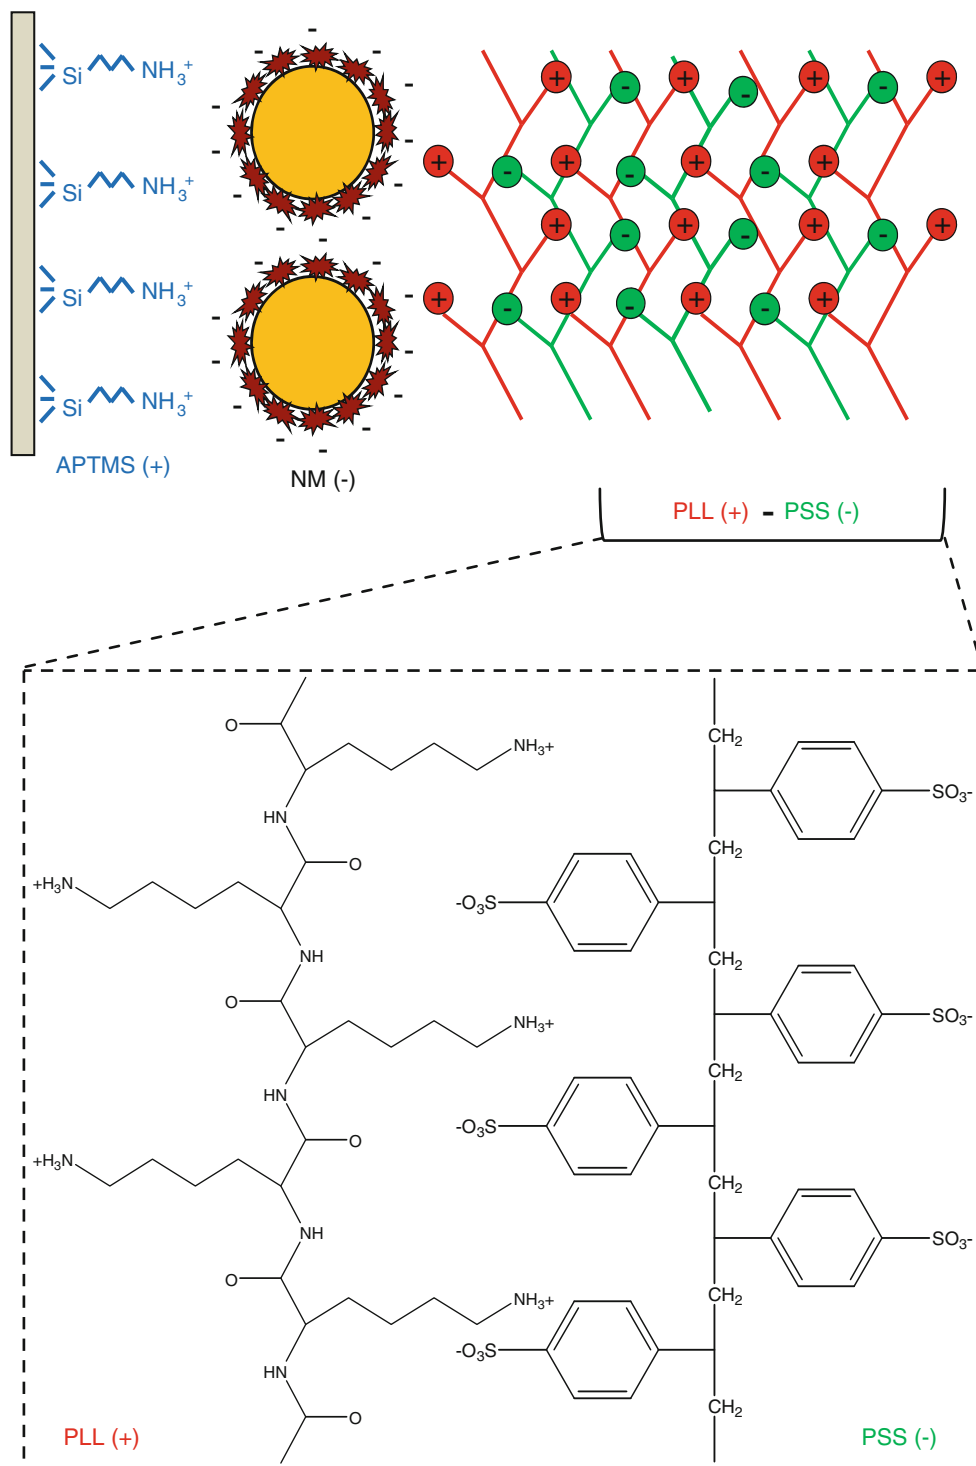 Si NH3+
Si NH3+
Si NH3+
Si NH3+
APTMS (+)
- - - - - - - - - - - - -
- - - - - - - - - - - - -
NM (-)
+ - + - + - +
+ - + - + - +
+ - + - + - +
+ - + - + - +
PLL (+) - PSS (-)
O
NH3+
HN
O
+H3N
NH
O
NH3+
HN
O
+H3N
NH
O
NH3+
HN
O
PLL (+)
CH2
SO3-
CH2
-O3S
CH2
SO3-
CH2
-O3S
CH2
SO3-
CH2
-O3S
CH2
PSS (-)